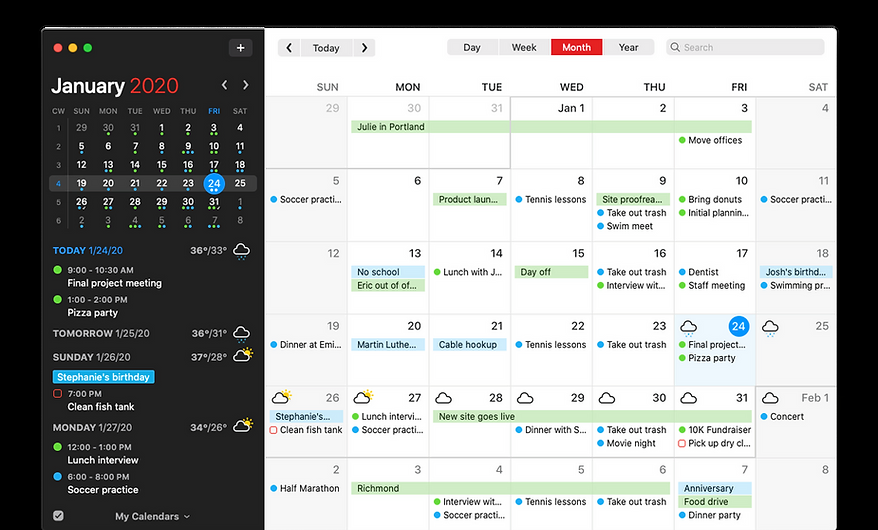 +
January 2020
CW SUN MON TUE WED THU FRI SAT
1 29 30 31 1 2 3 4
2 5 6 7 8 9 10 11
3 12 13 14 15 16 17 18
4 19 20 21 22 23 24 25
5 26 27 28 29 30 31 1
6 2 3 4 5 6 7 8
TODAY 1/24/20 36°/33°
9:00 - 10:30 AM
Final project meeting
1:00 - 2:00 PM
Pizza party
TOMORROW 1/25/20 36°/31°
SUNDAY 1/26/20 37°/28°
Stephanie's birthday
7:00 PM
Clean fish tank
MONDAY 1/27/20 34°/26°
12:00 - 1:00 PM
Lunch interview
6:00 - 8:00 PM
Soccer practice
My Calendars
Today
Day Week Month Year
Search
SUN MON TUE WED THU FRI SAT
29 30 31 Jan 1 2 3 4
Julie in Portland
Move offices
5 6 7 8 9 10 11
Soccer practi... Product laun... Tennis lessons Site proofrea... Bring donuts Soccer practi...
Take out trash Initial plannin...
Swim meet
12 13 14 15 16 17 18
No school Lunch with J... Day off Take out trash Dentist Josh's birthd...
Eric out of of... Interview wit... Staff meeting Swimming pr...
19 20 21 22 23 24 25
Dinner at Emi... Martin Luthe... Cable hookup Tennis lessons Take out trash Final project...
Pizza party
26 27 28 29 30 31 Feb 1
Stephanie's... Lunch intervi... New site goes live Concert
Clean fish tank Soccer practi... Dinner with S... Take out trash 10K Fundraiser
Movie night Pick up dry cl...
2 3 4 5 6 7 8
Half Marathon Richmond Anniversary
Interview wit... Tennis lessons Take out trash Food drive
Soccer practi... Dinner party